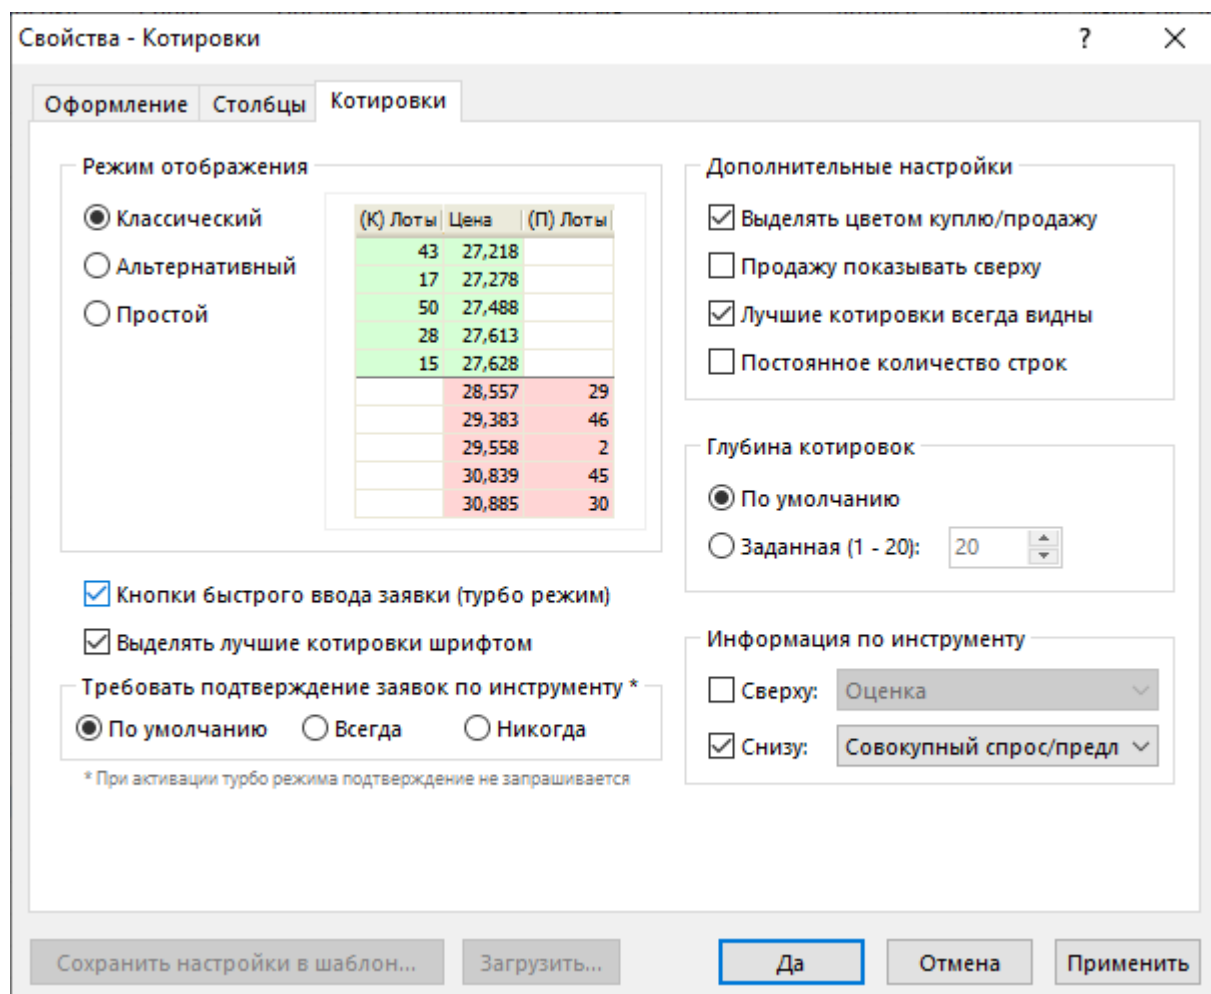 Свойства - Котировки
?
Оформление
Столбцы
Котировки
Режим отображения
Классический
Альтернативный
Простой
(К) Лоты Цена (П) Лоты
43 27,218
17 27,278
50 27,488
28 27,613
15 27,628
28,557 29
29,383 46
29,558 2
30,839 45
30,885 30
Кнопки быстрого ввода заявки (турбо режим)
Выделять лучшие котировки шрифтом
Требовать подтверждение заявок по инструменту *
По умолчанию Всегда Никогда
* При активации турбо режима подтверждение не запрашивается
Дополнительные настройки
Выделять цветом куплю/продажу
Продажу показывать сверху
Лучшие котировки всегда видны
Постоянное количество строк
Глубина котировок
По умолчанию
Заданная (1 - 20): 20
Информация по инструменту
Сверху: Оценка
Снизу: Совокупный спрос/предл
Сохранить настройки в шаблон...
Загрузить...
Да
Отмена
Применить